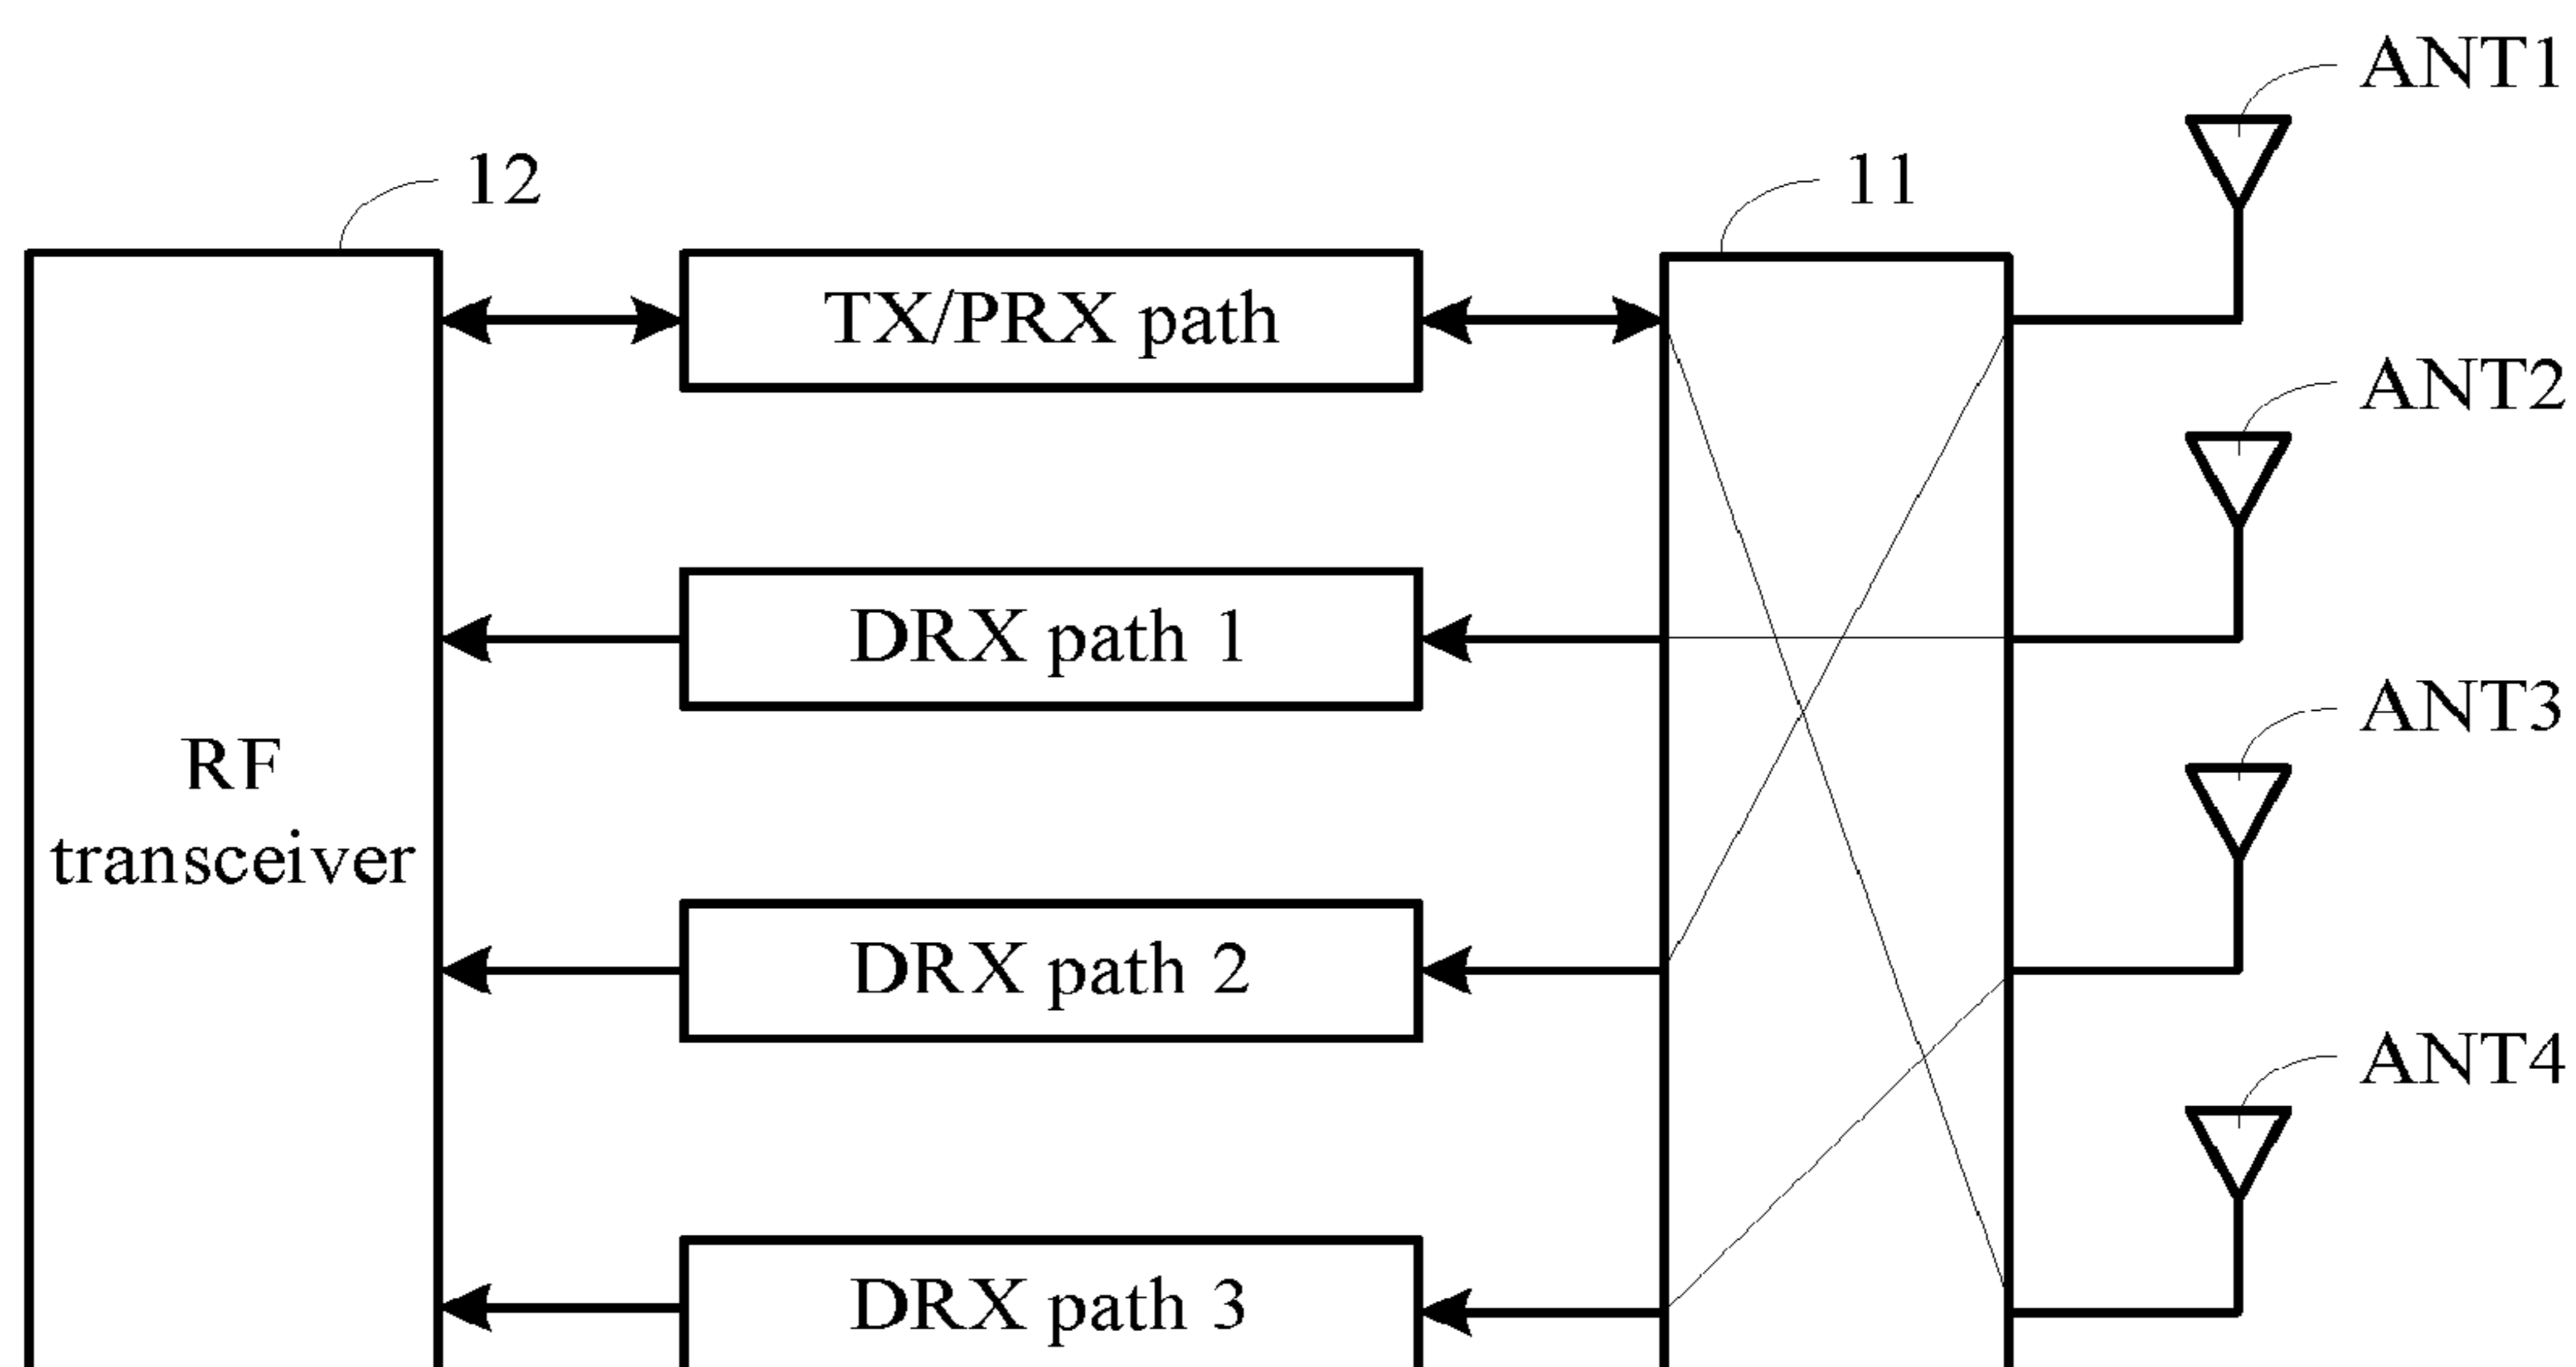 ANT1
12
11
TX/PRX path
ANT2
DRX path 1
ANT3
RF
transceiver
DRX path 2
ANT4
DRX path 3